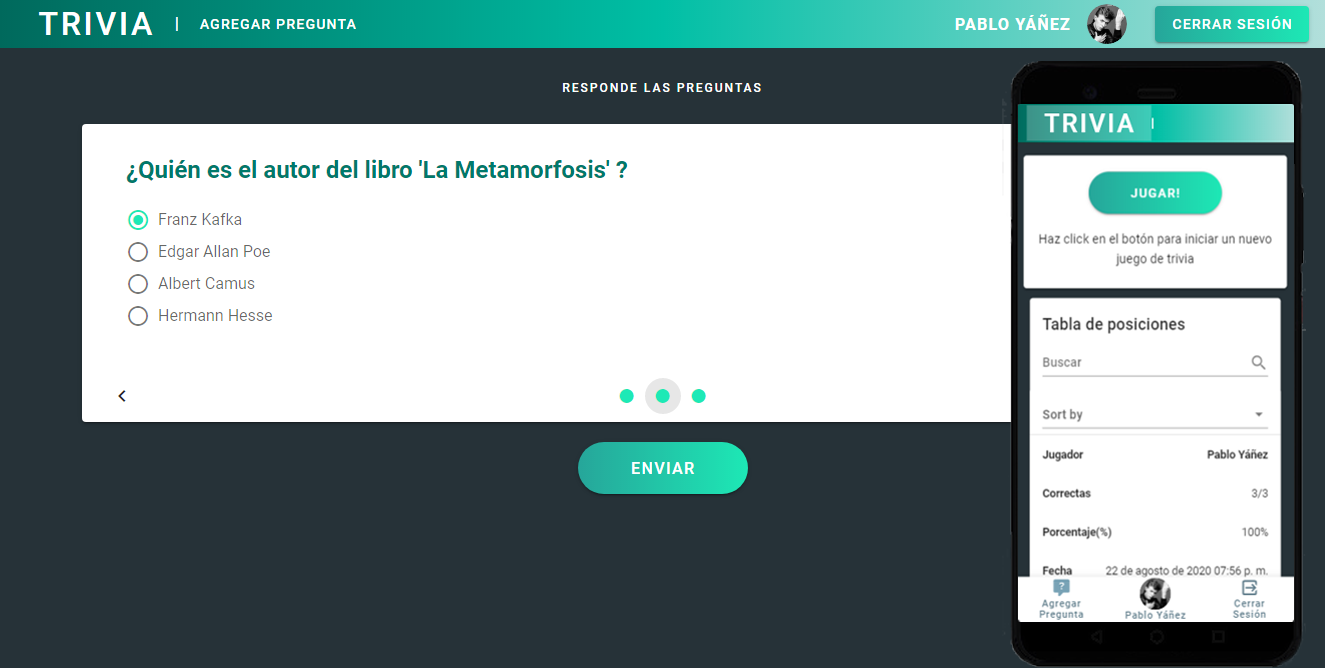 TRIVIA | AGREGAR PREGUNTA PABLO YÁÑEZ CERRAR SESIÓN
RESPONDE LAS PREGUNTAS
¿Quién es el autor del libro 'La Metamorfosis' ?
Franz Kafka
Edgar Allan Poe
Albert Camus
Hermann Hesse
ENVIAR
TRIVIA |
JUGAR!
Haz click en el botón para iniciar un nuevo
juego de trivia
Tabla de posiciones
Buscar
Sort by
Jugador Pablo Yáñez
Correctas 3/3
Porcentaje(%) 100%
Fecha 22 de agosto de 2020 07:56 p. m.
Agregar
Pregunta
Pablo Yáñez
Cerrar
Sesión